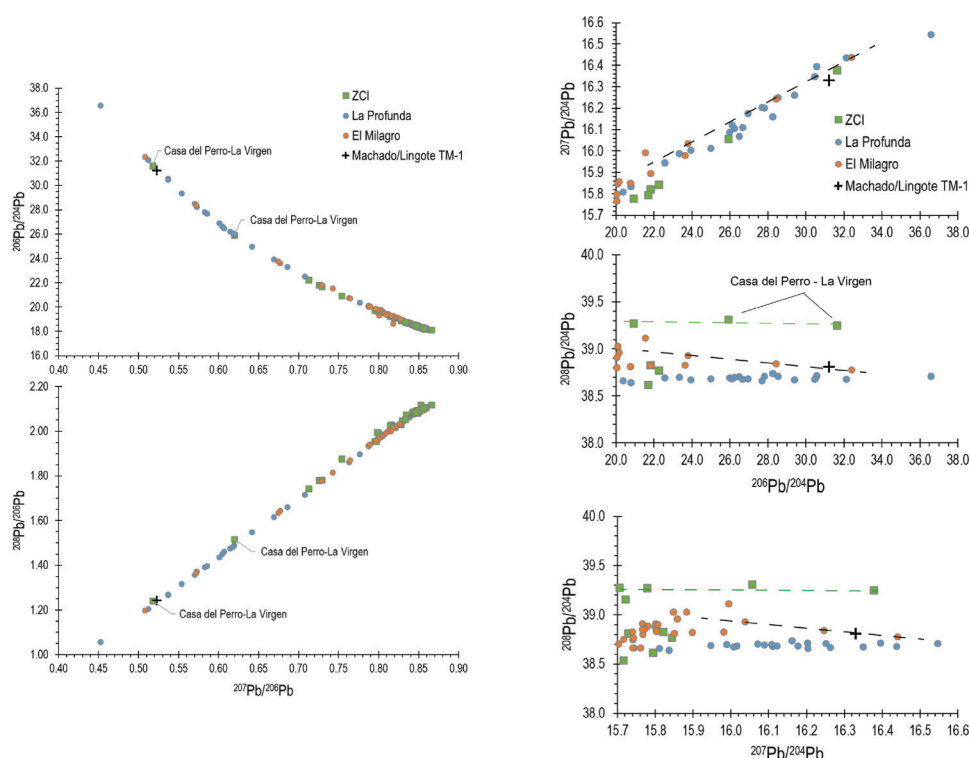 38.0
36.0
34.0
32.0
30.0
28.0
26.0
24.0
22.0
20.0
18.0
16.0
206Pb/204Pb
ZCI
La Profunda
El Milagro
Machado/Lingote TM-1
Casa del Perro-La Virgen
Casa del Perro-La Virgen
0.40 0.45 0.50 0.55 0.60 0.65 0.70 0.75 0.80 0.85 0.90
2.20
2.00
1.80
1.60
1.40
1.20
1.00
208Pb/206Pb
Casa del Perro-La Virgen
Casa del Perro-La Virgen
0.40 0.45 0.50 0.55 0.60 0.65 0.70 0.75 0.80 0.85 0.90
207Pb/206Pb
16.6
16.5
16.4
16.3
16.2
16.1
16.0
15.9
15.8
15.7
207Pb/204Pb
ZCI
La Profunda
El Milagro
Machado/Lingote TM-1
20.0 22.0 24.0 26.0 28.0 30.0 32.0 34.0 36.0 38.0
40.0
39.5
39.0
38.5
38.0
208Pb/204Pb
Casa del Perro - La Virgen
20.0 22.0 24.0 26.0 28.0 30.0 32.0 34.0 36.0 38.0
206Pb/204Pb
40.0
39.5
39.0
38.5
38.0
208Pb/204Pb
15.7 15.8 15.9 16.0 16.1 16.2 16.3 16.4 16.5 16.6
207Pb/204Pb